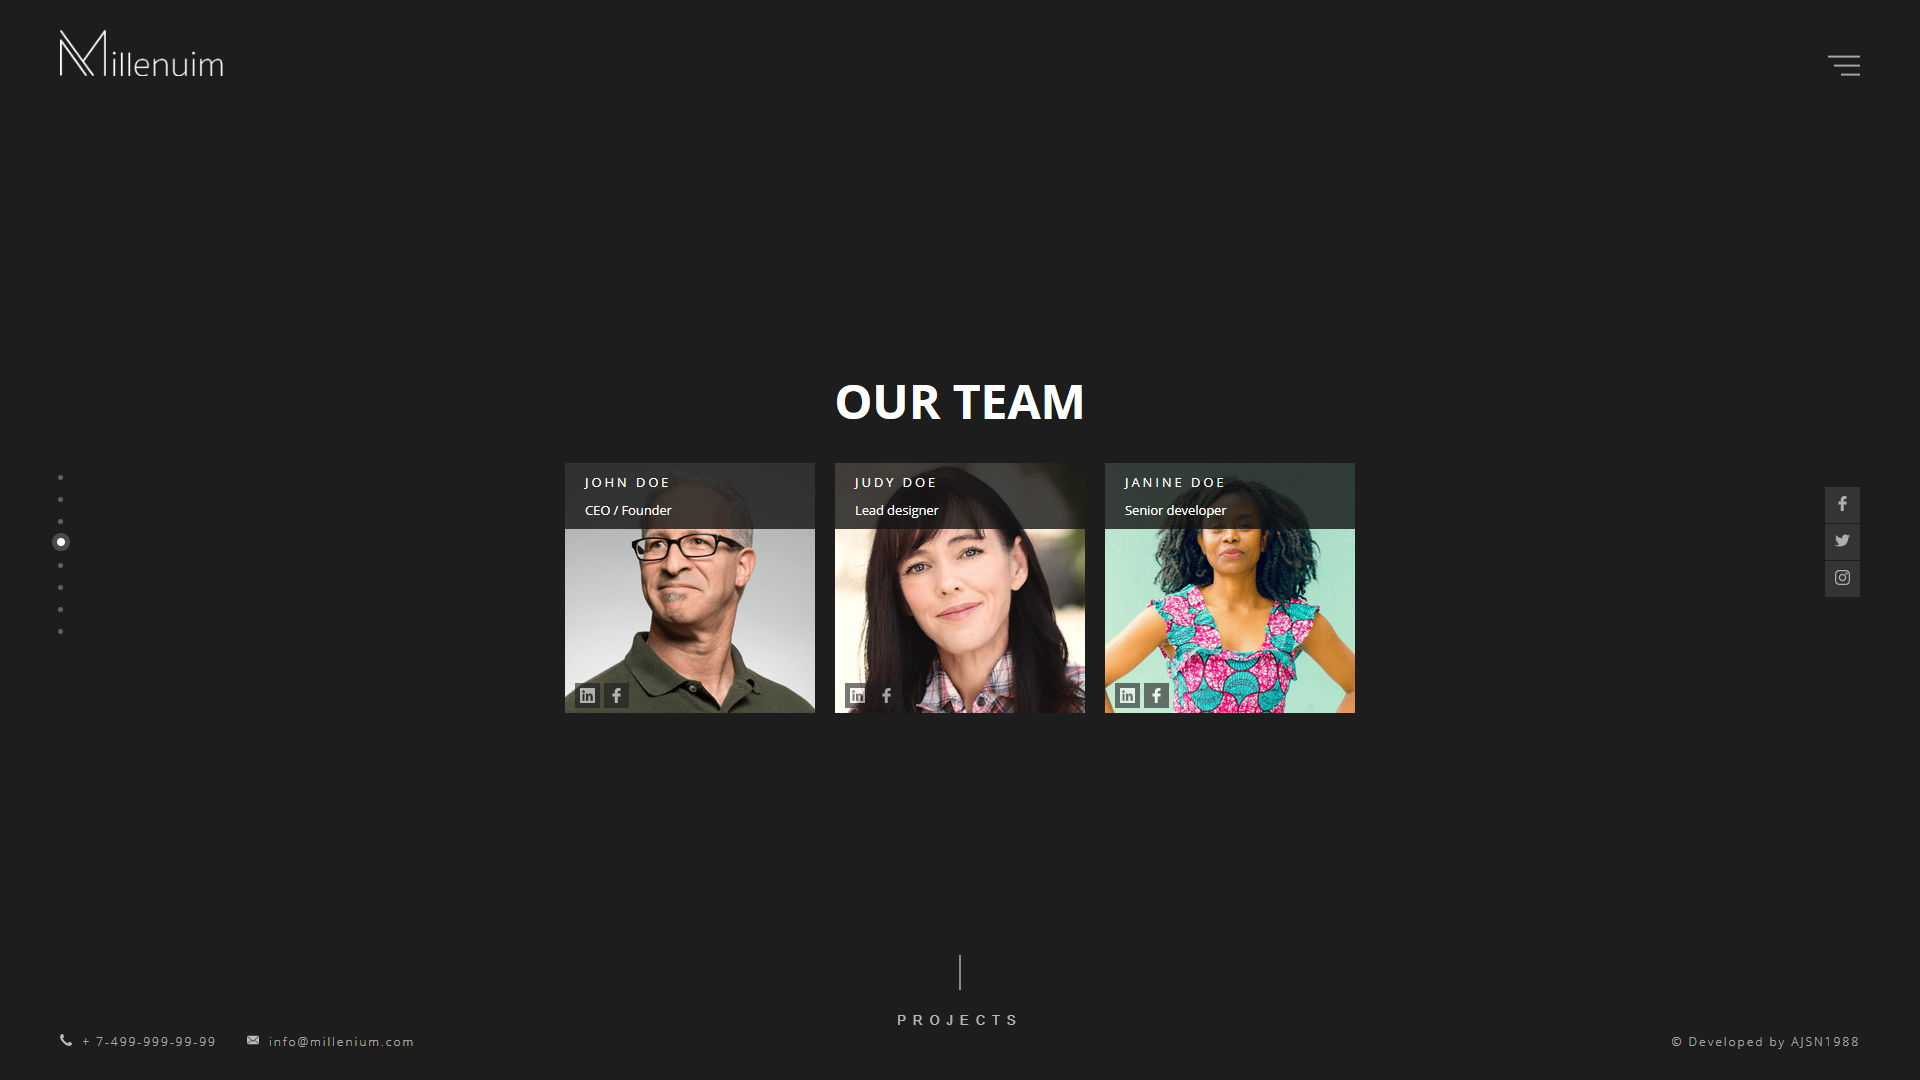 Millenuim
OUR TEAM
JOHN DOE
CEO / Founder
JUDY DOE
Lead designer
JANINE DOE
Senior developer
PROJECTS
+ 7-499-999-99-99
info@millenium.com
© Developed by AJSN1988